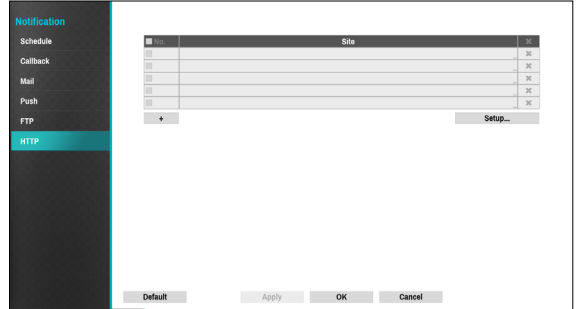 Notification
Schedule
Callback
Mail
Push
FTP
HTTP
No. Site
+ Setup...
Default Apply OK Cancel